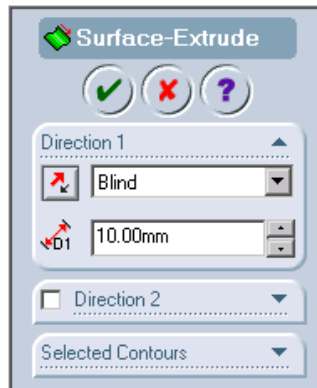 Surface-Extrude
?
Direction 1
Blind
D1
10.00mm
Direction 2
Selected Contours